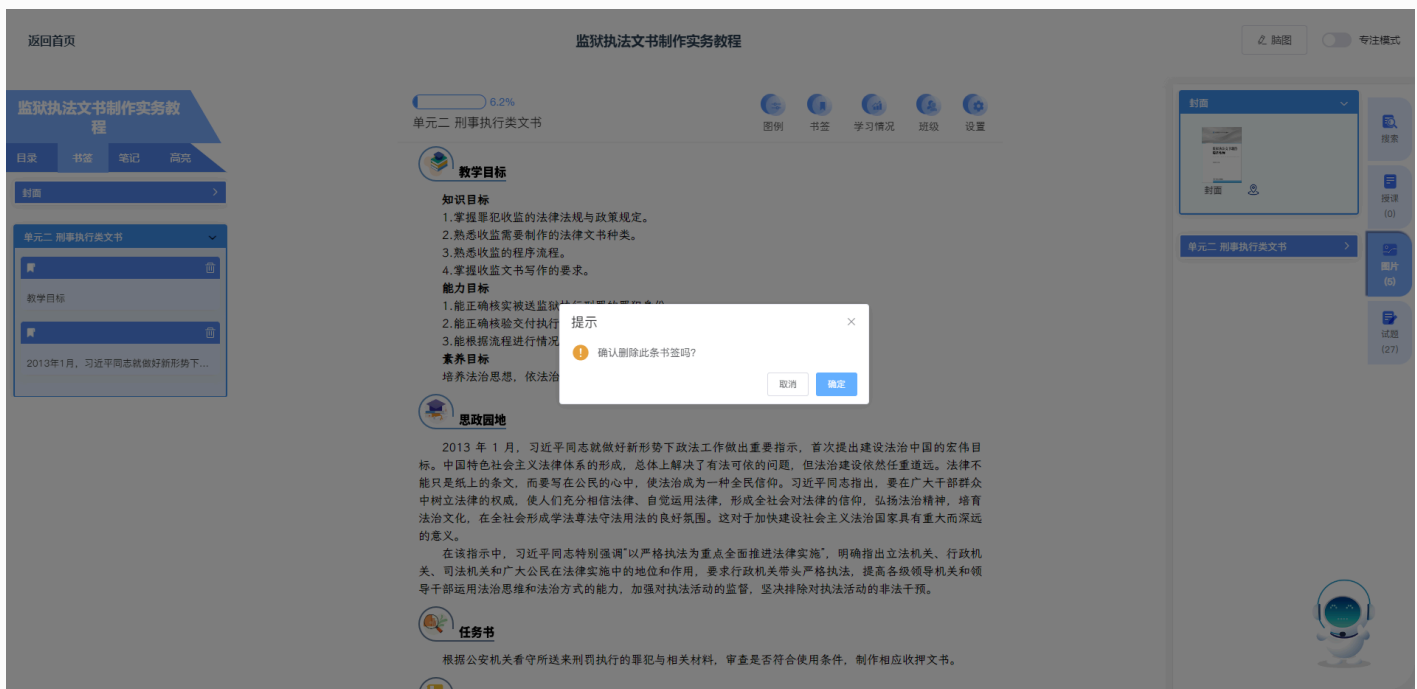 返回首页
监狱执法文书制作实务教程
脑图
专注模式
监狱执法文书制作实务教
程
目录
书签
笔记
高亮
封面
单元二 刑事执行类文书
教学目标
2013年1月，习近平同志就做好新形势下...
6.2%
单元二 刑事执行类文书
图例
书签
学习情况
班级
设置
教学目标
知识目标
1.掌握罪犯收监的法律法规与政策规定。
2.熟悉收监需要制作的法律文书种类。
3.熟悉收监的程序流程。
4.掌握收监文书写作的要求。
能力目标
1.能正确核实被送监狱
2.能正确核验交付执行
3.能根据流程进行情况
素养目标
培养法治思想，依法治
提示
确认删除此条书签吗?
取消
确定
思政园地
2013 年 1 月，习近平同志就做好新形势下政法工作做出重要指示，首次提出建设法治中国的宏伟目
标。中国特色社会主义法律体系的形成，总体上解决了有法可依的问题，但法治建设依然任重道远。法律不
能只是纸上的条文，而要写在公民的心中，使法治成为一种全民信仰。习近平同志指出，要在广大干部群众
中树立法律的权威，使人们充分相信法律、自觉运用法律，形成全社会对法律的信仰，弘扬法治精神，培育
法治文化，在全社会形成学法尊法守法用法的良好氛围。这对于加快建设社会主义法治国家具有重大而深远
的意义。
在该指示中，习近平同志特别强调“以严格执法为重点全面推进法律实施”，明确指出立法机关、行政机
关、司法机关和广大公民在法律实施中的地位和作用，要求行政机关带头严格执法，提高各级领导机关和领
导干部运用法治思维和法治方式的能力，加强对执法活动的监督，坚决排除对执法活动的非法干预。
任务书
根据公安机关看守所送来刑罚执行的罪犯与相关材料，审查是否符合使用条件，制作相应收押文书。
封面
封面
单元二 刑事执行类文书
搜索
授课
(0)
图片
(6)
试题
(27)